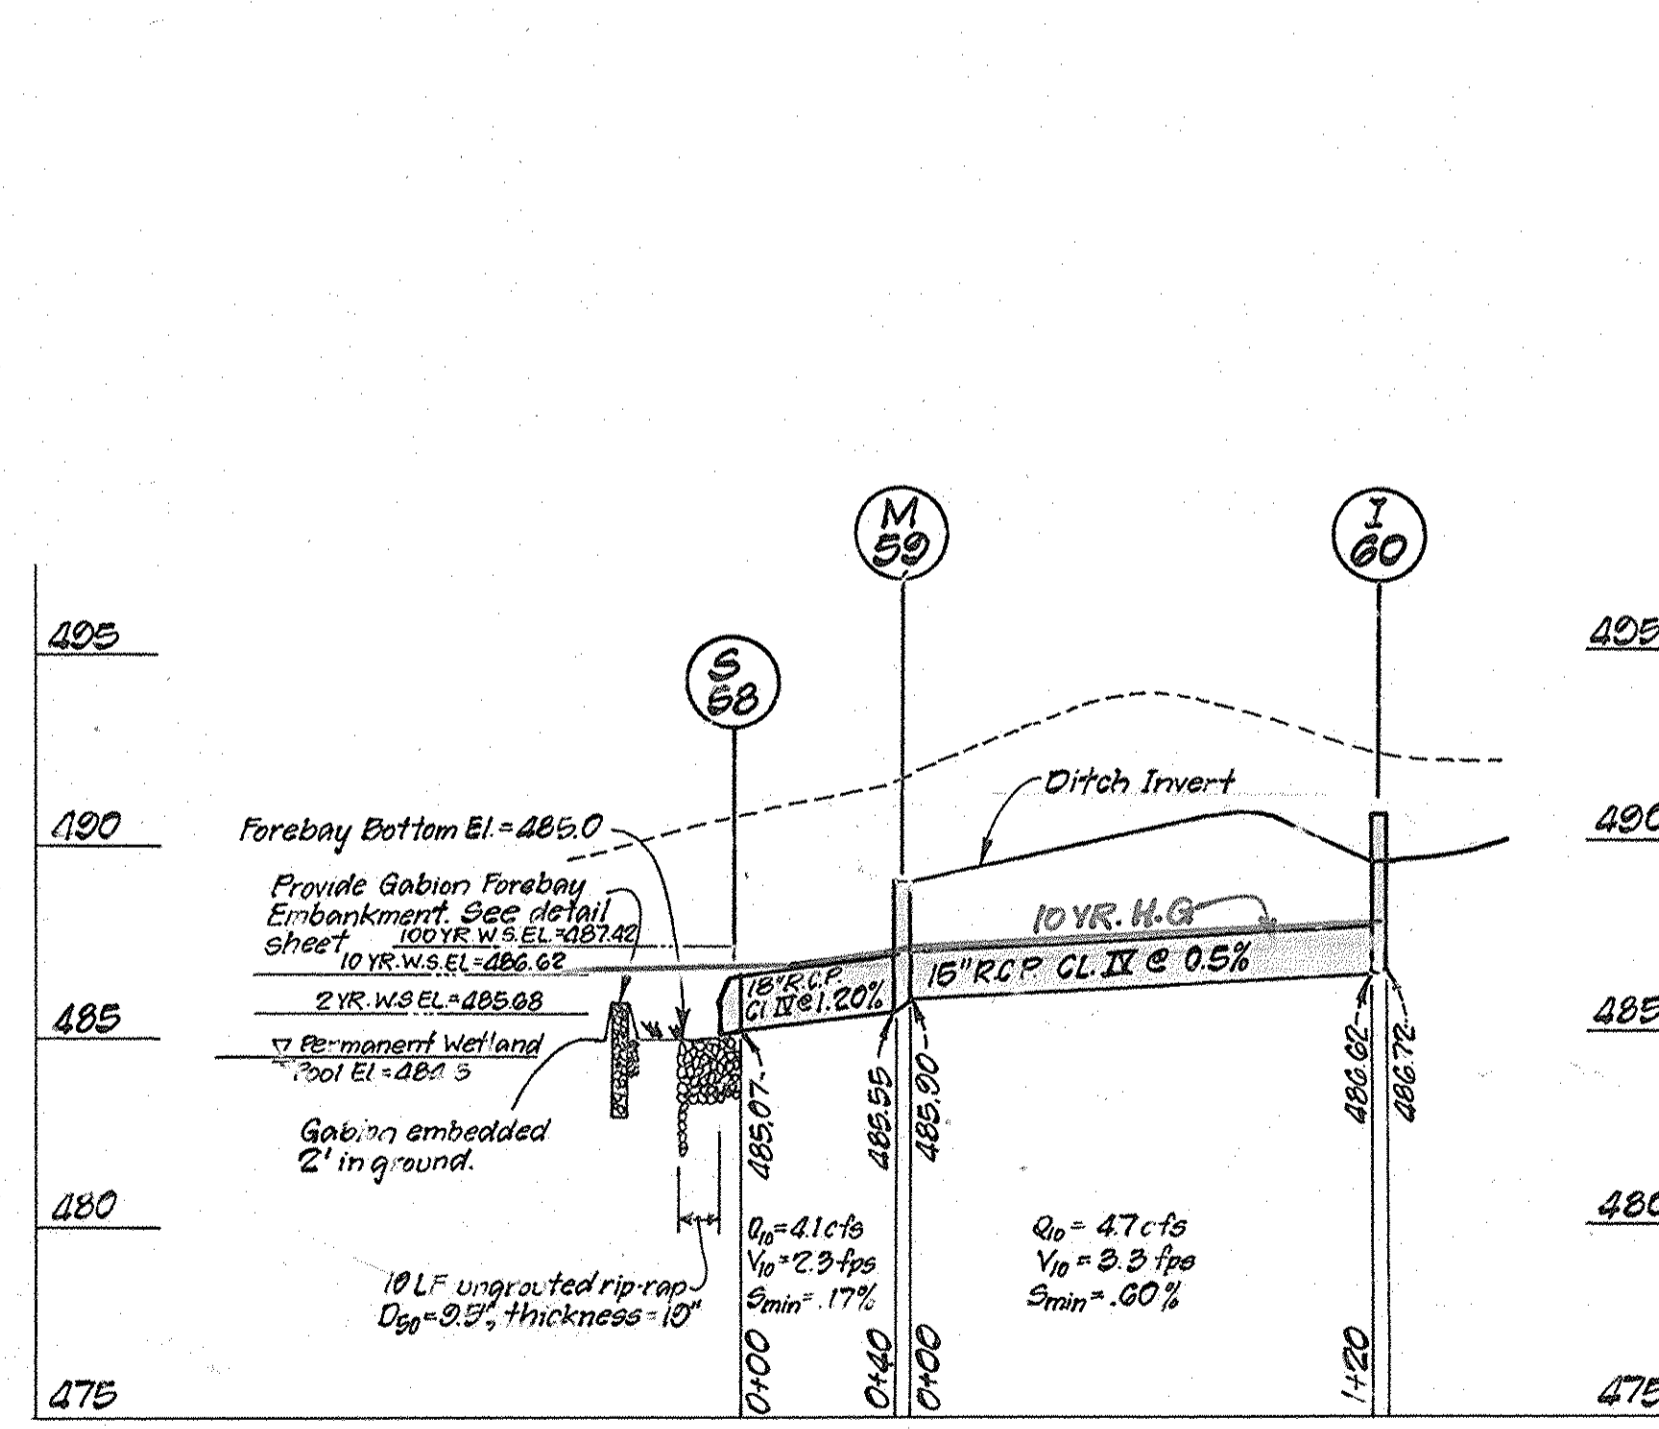 M
59
I
60
S
58
495
495
490
490
485
485
480
480
475
475
Ditch Invert
Forebay Bottom El. = 485.0
Provide Gabion Forebay
Embankment. See detail
sheet
100 YR. W.S. EL. = 487.42
10 YR. W.S. EL = 486.62
2 YR. W.S EL. = 485.68
Permanent Wetland
Pool El = 484.5
Gabion embedded
2' in ground.
10 YR. H.G
18" R.C.P.
Cl IV @ 1.20%
15" R.C.P. CL. IV @ 0.5%
485.07
485.55
485.90
486.62
486.72
Q10 = 4.1 cfs
V10 = 2.3 fps
Smin = .17%
Q10 = 4.7 cfs
V10 = 3.3 fps
Smin = .60%
10 LF ungrouted rip-rap
D50 = 9.5", thickness = 19"
0+00
0+40
0+00
1+20